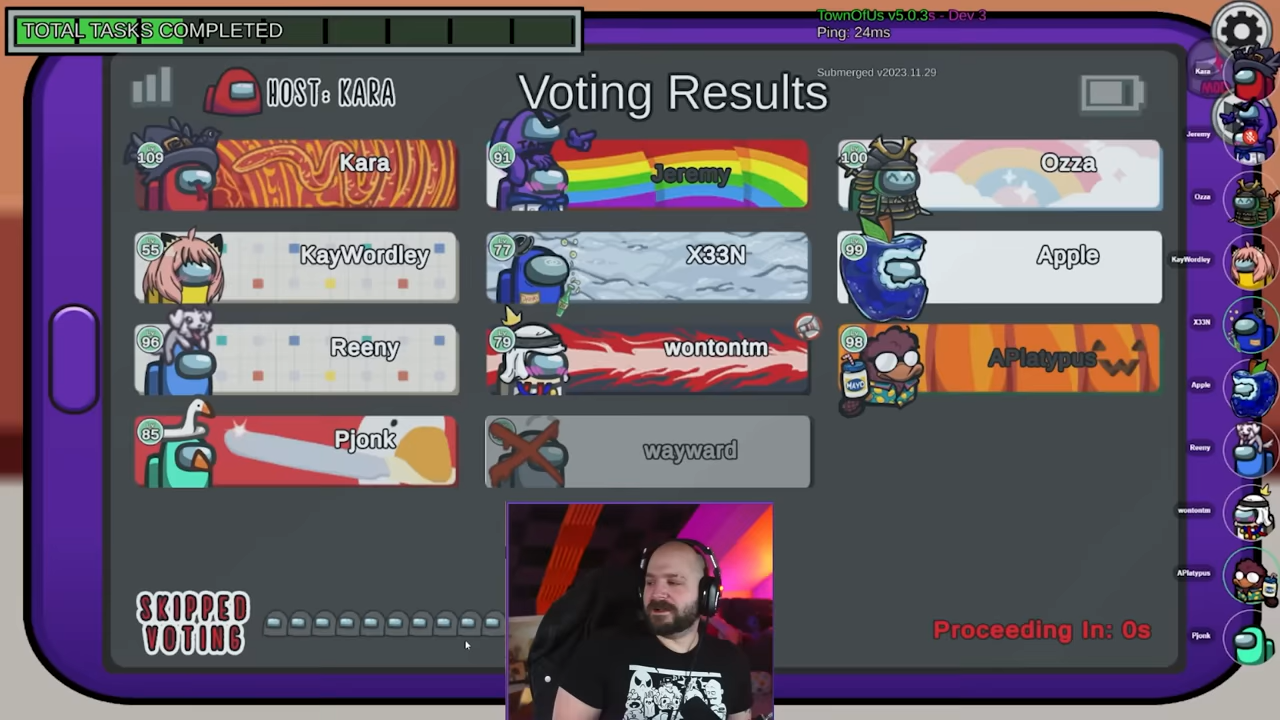 TOTAL TASKS COMPLETED
TownOfUs v5.0.3s - Dev 3
Ping: 24ms
Submerged v2023.11.29
HOST: KARA
Voting Results
109
Kara
91
Jeremy
100
Ozza
55
KayWordley
77
X33N
99
Apple
96
Reeny
79
wontontm
98
APlatypus
MAYO
85
Pjonk
wayward
SKIPPED
VOTING
Proceeding In: 0s
Kara
Jeremy
Ozza
KayWordley
X33N
Apple
Reeny
wontontm
APlatypus
Pjonk